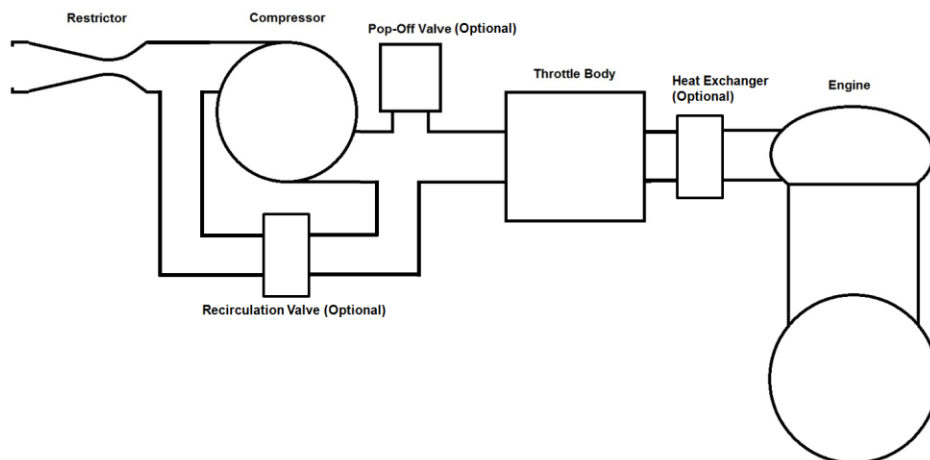 Restrictor
Compressor
Pop-Off Valve (Optional)
Throttle Body
Heat Exchanger
(Optional)
Engine
Recirculation Valve (Optional)